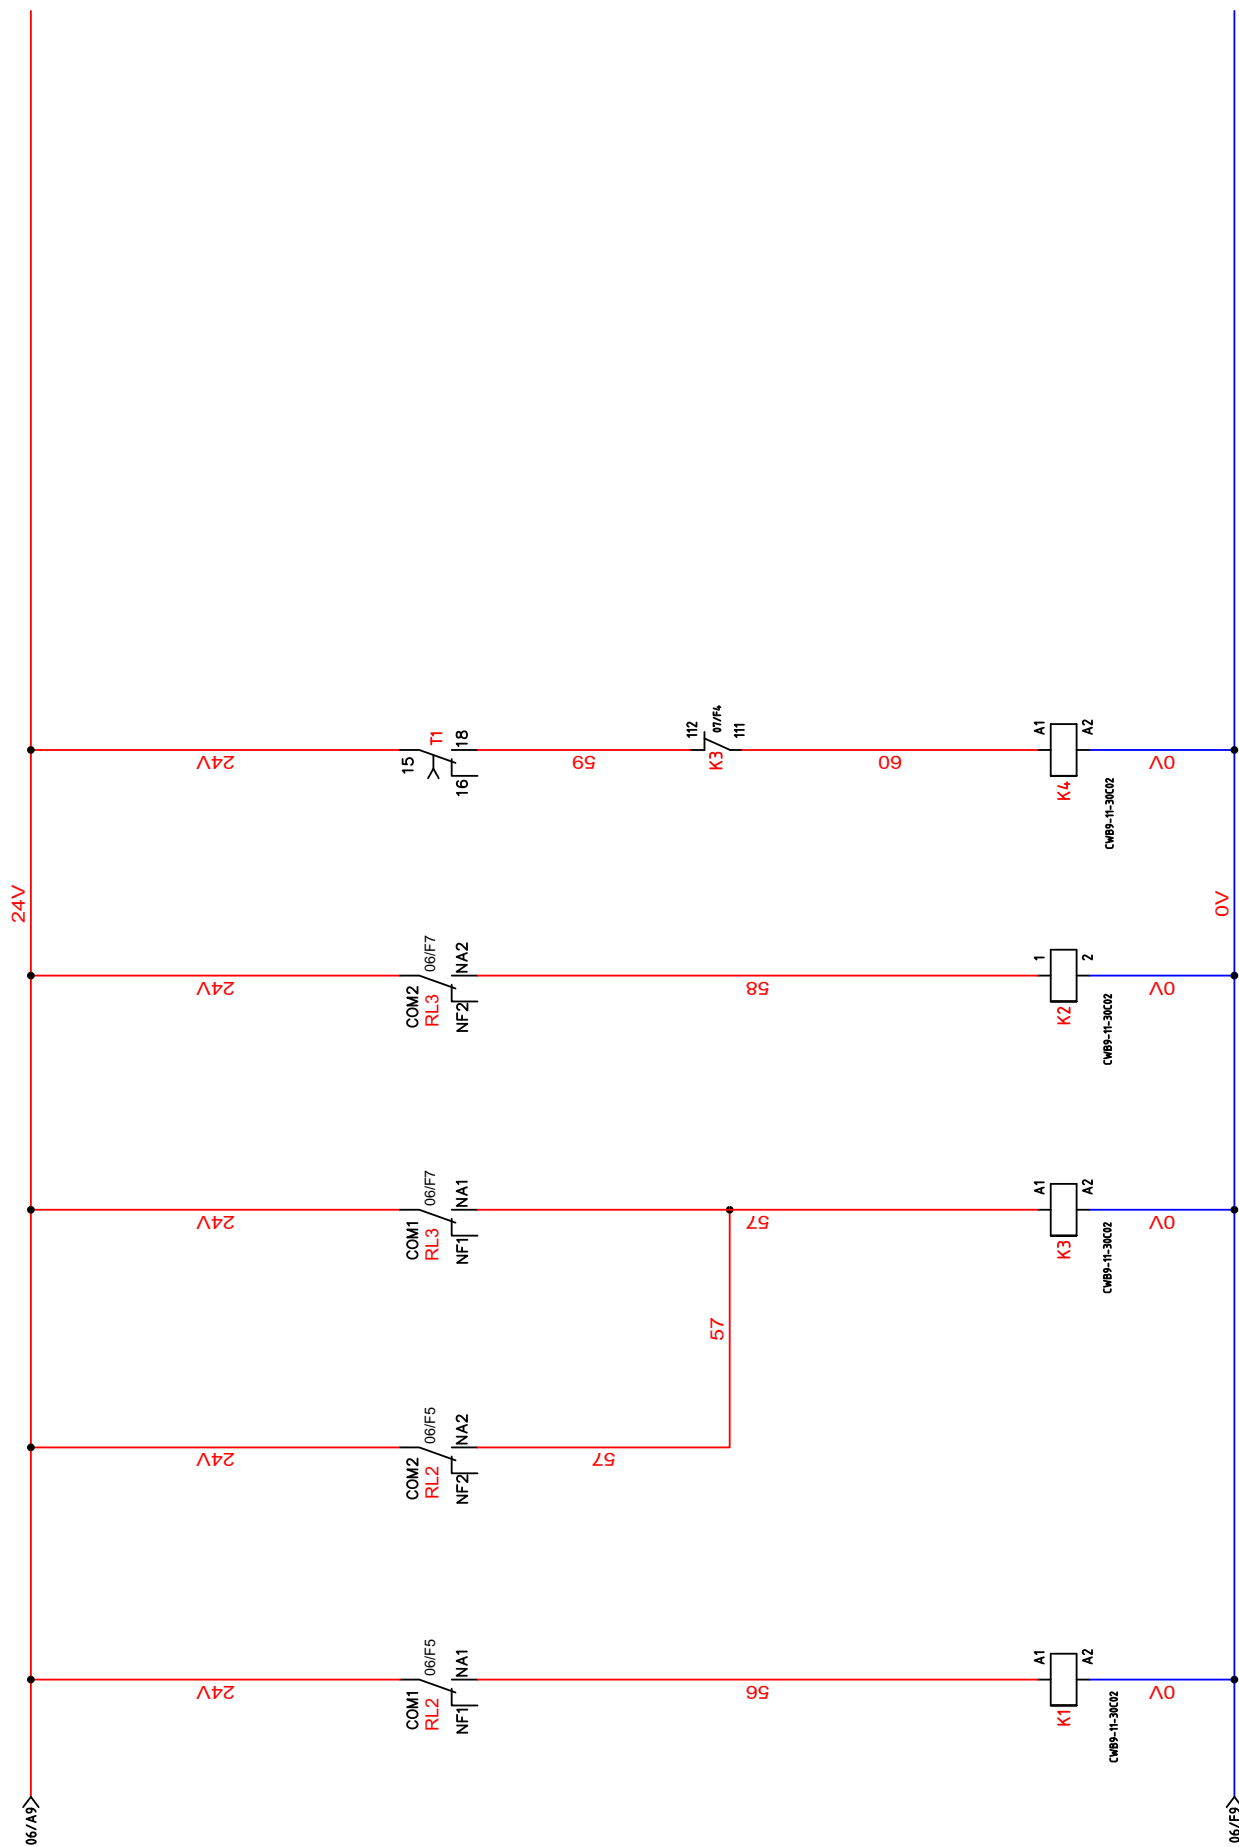 06/A9
24V
24V
COM1
RL2
06/F5
NF1
NA1
56
K1
A1
A2
CWB9-11-30C02
0V
24V
COM2
RL2
06/F5
NF2
NA2
57
57
24V
COM1
RL3
06/F7
NF1
NA1
57
K3
A1
A2
CWB9-11-30C02
0V
24V
COM2
RL3
06/F7
NF2
NA2
58
K2
1
2
CWB9-11-30C02
0V
24V
15
T1
16
18
59
112
K3
07/F4
111
60
K4
A1
A2
CWB9-11-30C02
0V
06/F9
0V